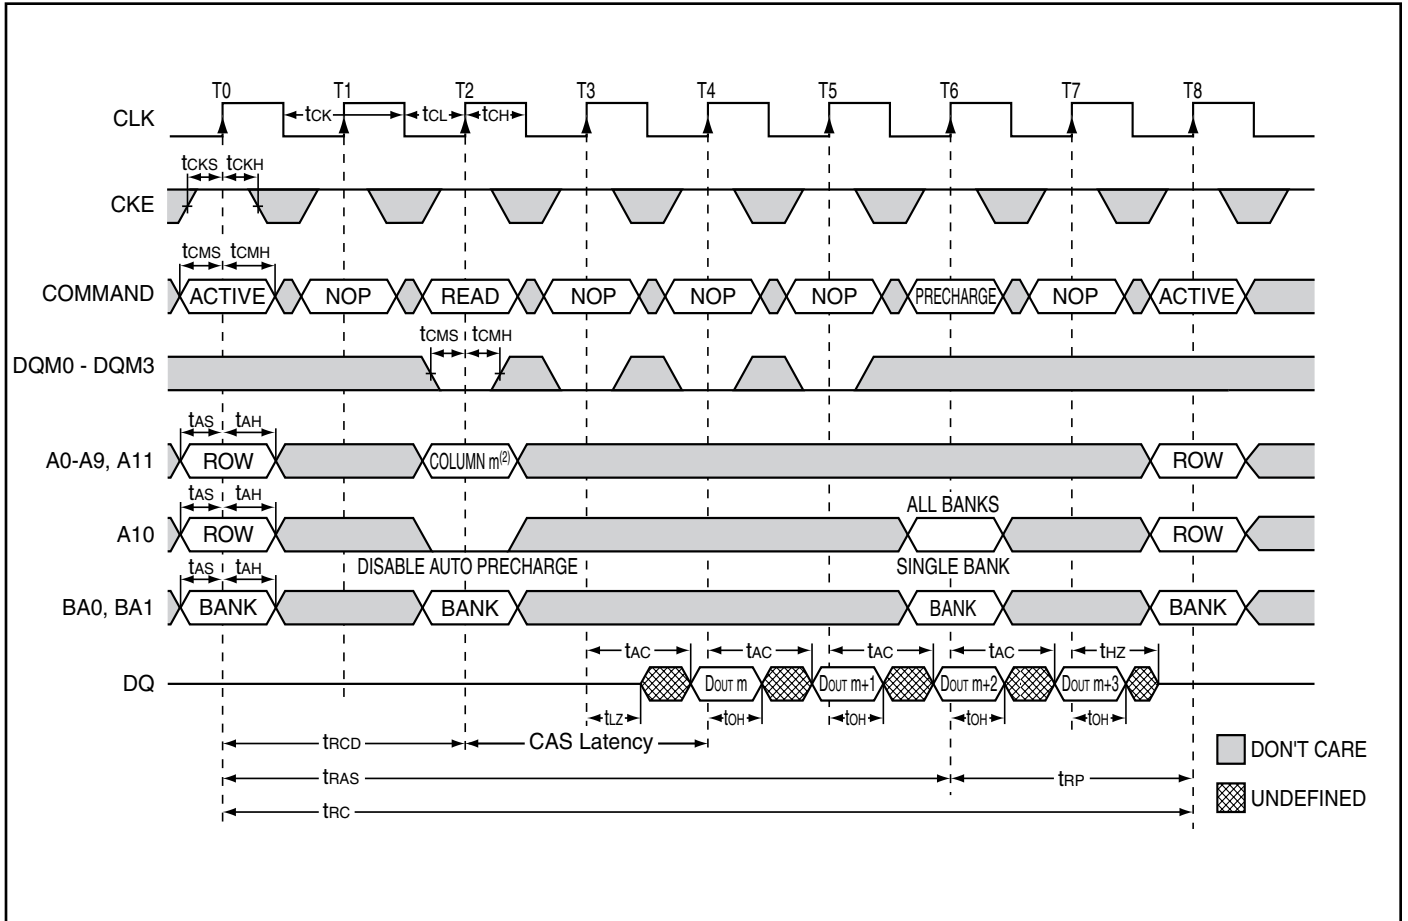 T0 T1 T2 T3 T4 T5 T6 T7 T8
CLK tCK tCL tCH
tCKS tCKH
CKE
tCMS tCMH
COMMAND ACTIVE NOP READ NOP NOP NOP PRECHARGE NOP ACTIVE
tCMS tCMH
DQM0 - DQM3
tAS tAH
A0-A9, A11 ROW COLUMN m(2) ROW
tAS tAH ALL BANKS
A10 ROW ROW
tAS tAH DISABLE AUTO PRECHARGE SINGLE BANK
BA0, BA1 BANK BANK BANK BANK
tAC tAC tAC tAC tHZ
DQ DOUT m DOUT m+1 DOUT m+2 DOUT m+3
tLZ tOH tOH tOH tOH
tRCD CAS Latency
DON'T CARE
tRAS tRP
UNDEFINED
tRC